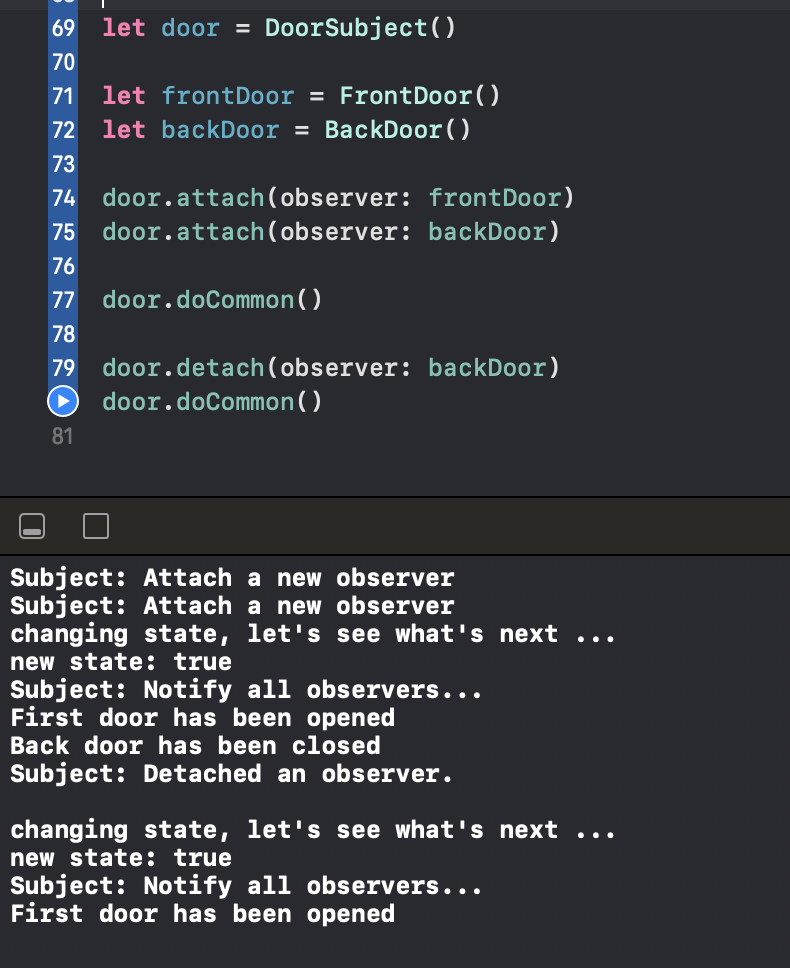 69 let door = DoorSubject()
70
71 let frontDoor = FrontDoor()
72 let backDoor = BackDoor()
73
74 door.attach(observer: frontDoor)
75 door.attach(observer: backDoor)
76
77 door.doCommon()
78
79 door.detach(observer: backDoor)
door.doCommon()
81
Subject: Attach a new observer
Subject: Attach a new observer
changing state, let's see what's next ...
new state: true
Subject: Notify all observers...
First door has been opened
Back door has been closed
Subject: Detached an observer.
changing state, let's see what's next ...
new state: true
Subject: Notify all observers...
First door has been opened